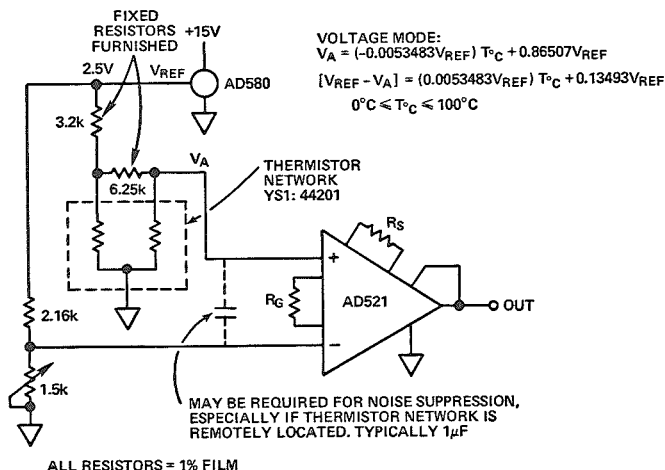 FIXED
RESISTORS
FURNISHED
+15V
2.5V
VREF
AD580
VOLTAGE MODE:
VA = (-0.0053483VREF) T°C + 0.86507VREF
[VREF - VA] = (0.0053483VREF) T°C + 0.13493VREF
0°C ≤ T°C ≤ 100°C
3.2k
6.25k
VA
THERMISTOR
NETWORK
YS1: 44201
RS
+
RG
AD521
OUT
2.16k
−
1.5k
MAY BE REQUIRED FOR NOISE SUPPRESSION,
ESPECIALLY IF THERMISTOR NETWORK IS
REMOTELY LOCATED. TYPICALLY 1μF
ALL RESISTORS = 1% FILM